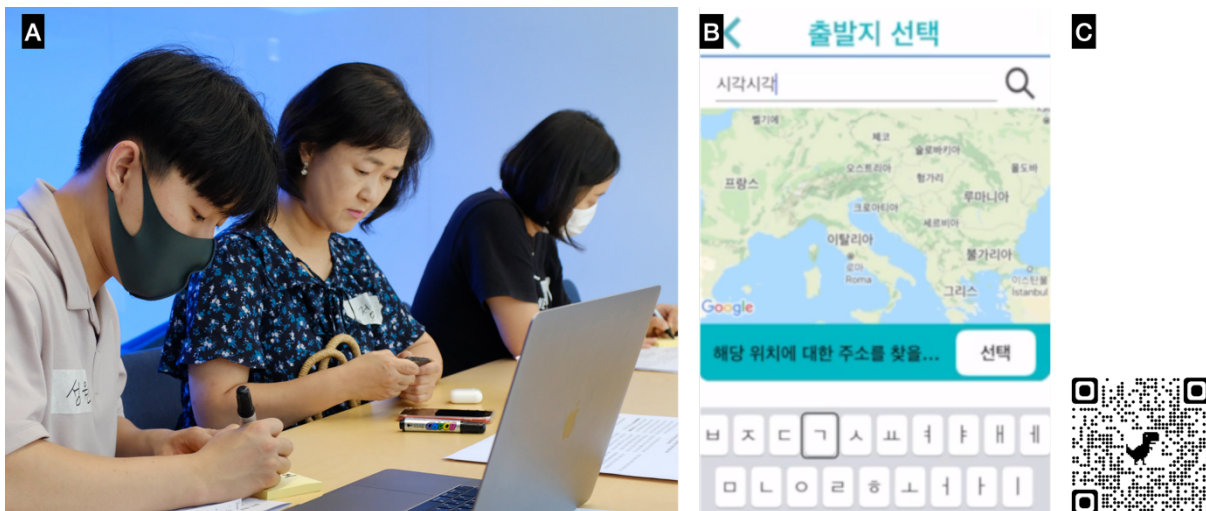 A
성
B
출발지 선택
시각시각
벨기에
체코
슬로바키아
오스트리아
헝가리
몰도바
프랑스
루마니아
크로아티아
세르비아
이탈리아
불가리아
로마
Roma
이스탄불
Istanbul
그리스
Google
해당 위치에 대한 주소를 찾을...
선택
ㅂ ㅈ ㄷ ㄱ ㅅ ㅛ ㅕ ㅑ ㅐ ㅔ
ㅁ ㄴ ㅇ ㄹ ㅎ ㅗ ㅓ ㅏ ㅣ
C